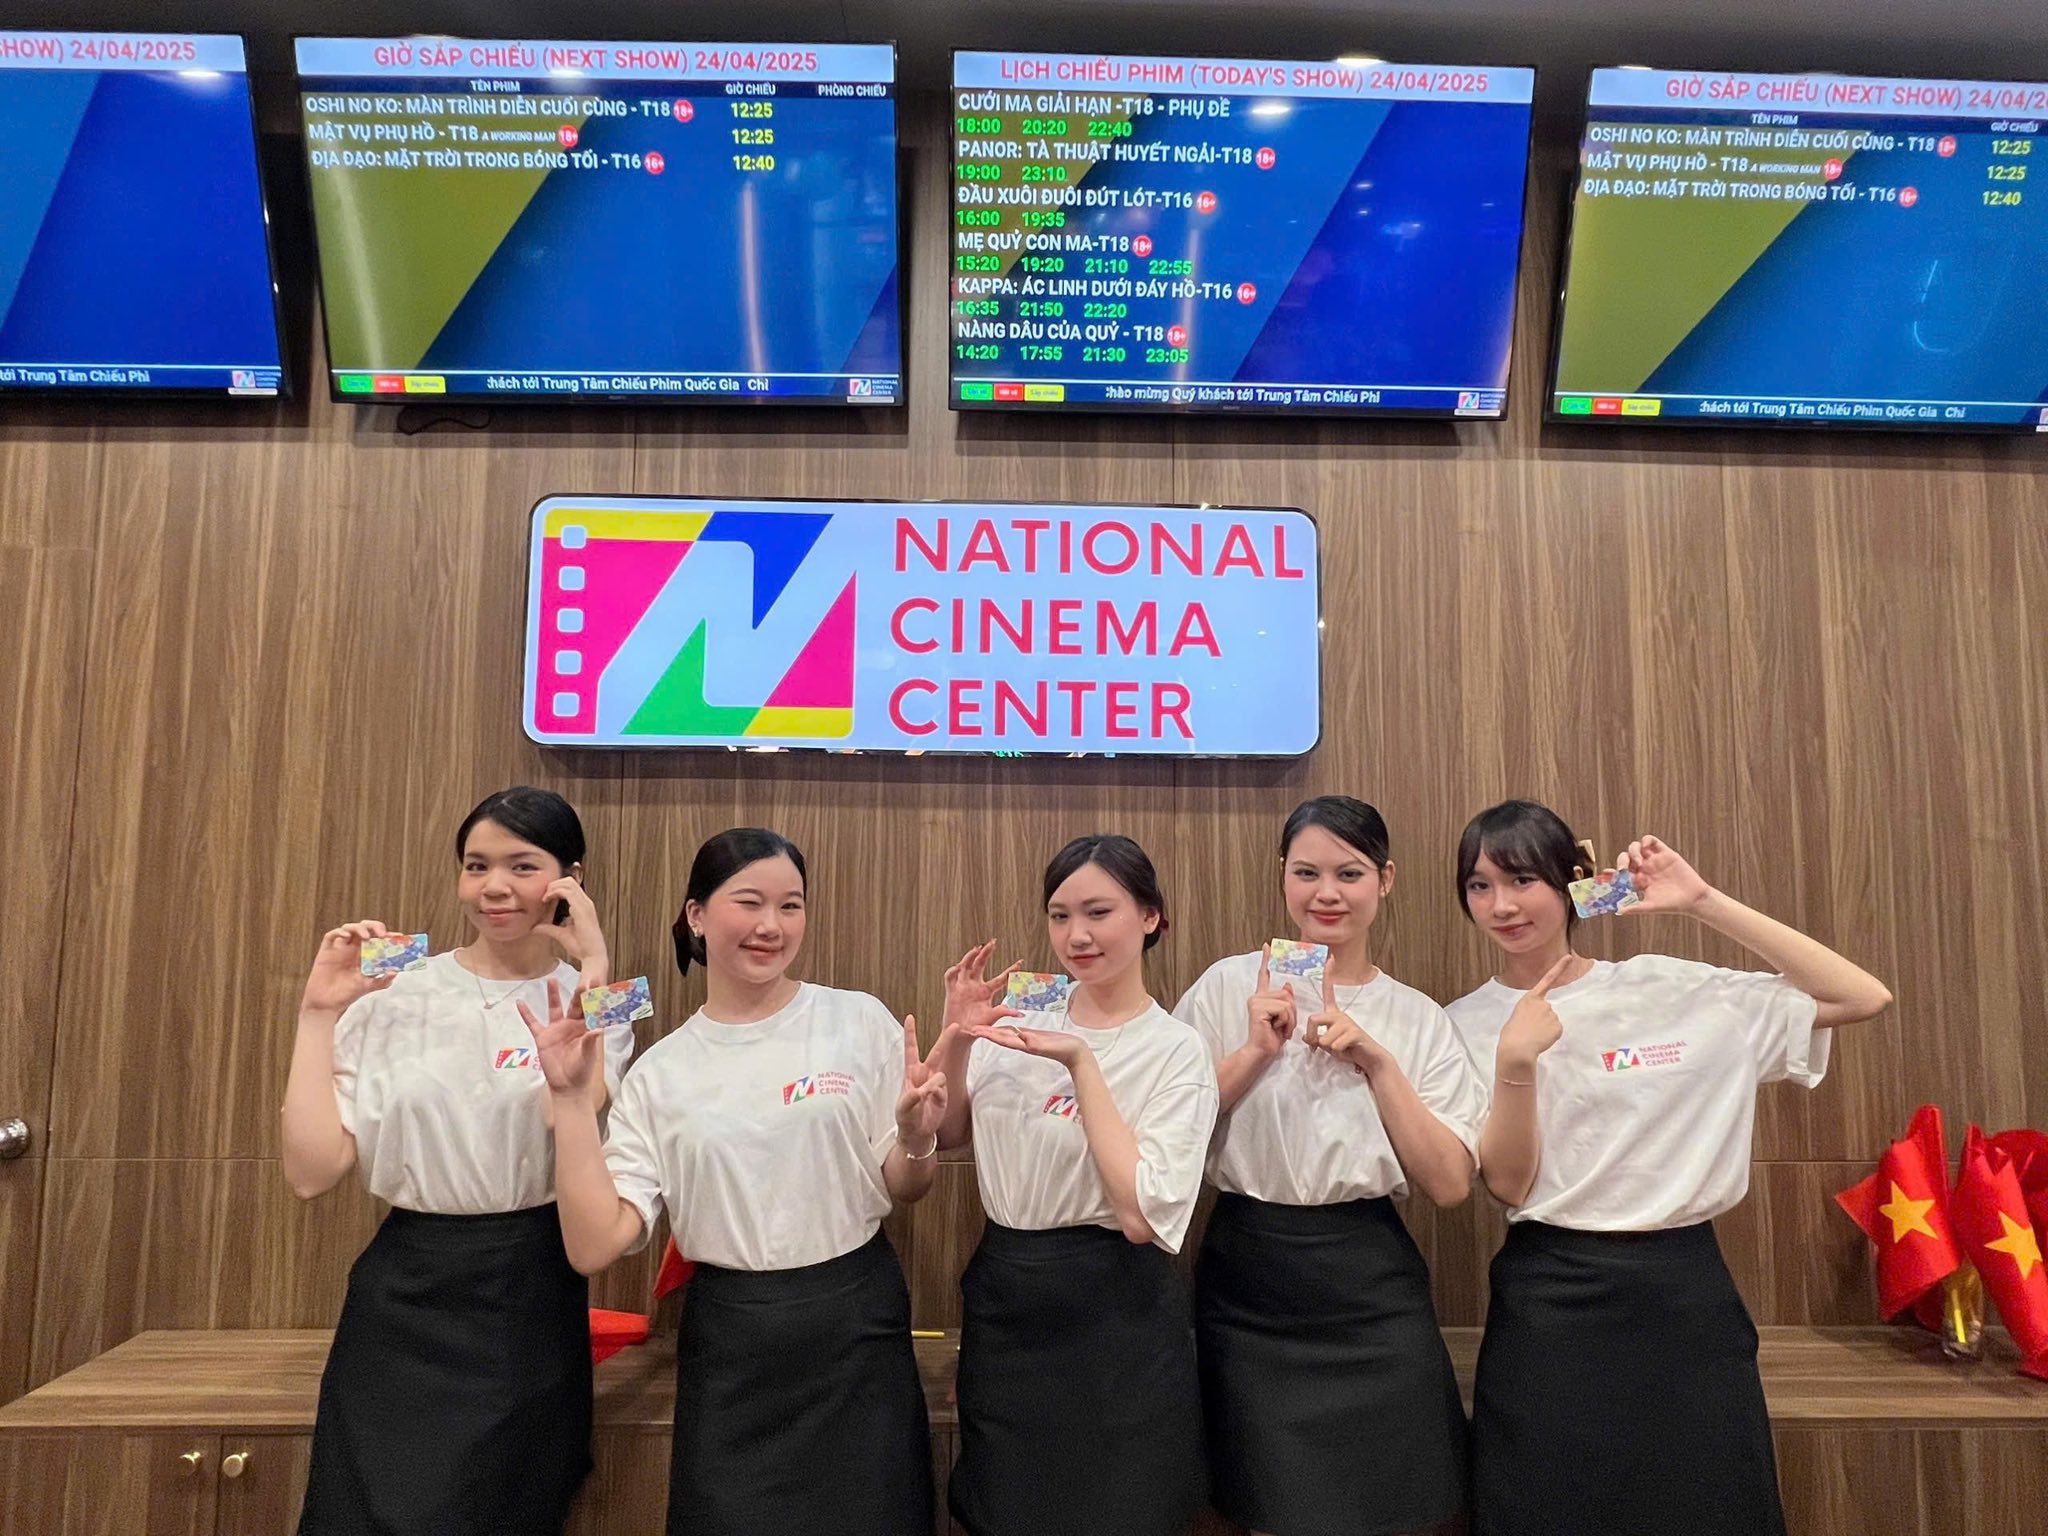 SHOW) 24/04/2025
tới Trung Tâm Chiếu Phi
GIỜ SẮP CHIẾU (NEXT SHOW) 24/04/2025
TÊN PHIM GIỜ CHIẾU PHÒNG CHIẾU
OSHI NO KO: MÀN TRÌNH DIỄN CUỐI CÙNG - T18 18+ 12:25
MẬT VỤ PHỤ HỒ - T18 A WORKING MAN 18+ 12:25
ĐỊA ĐẠO: MẶT TRỜI TRONG BÓNG TỐI - T16 16+ 12:40
:hách tới Trung Tâm Chiếu Phim Quốc Gia Chỉ
NATIONAL
CINEMA
CENTER
LỊCH CHIẾU PHIM (TODAY'S SHOW) 24/04/2025
CƯỚI MA GIẢI HẠN -T18 - PHỤ ĐỀ
18:00 20:20 22:40
PANOR: TÀ THUẬT HUYẾT NGẢI-T18 18+
19:00 23:10
ĐẦU XUÔI ĐUÔI ĐÚT LÓT-T16 16+
16:00 19:35
MẸ QUỶ CON MA-T18 18+
15:20 19:20 21:10 22:55
KAPPA: ÁC LINH DƯỚI ĐÁY HỒ-T16 16+
16:35 21:50 22:20
NÀNG DÂU CỦA QUỶ - T18 18+
14:20 17:55 21:30 23:05
:hào mừng Quý khách tới Trung Tâm Chiếu Phi
NATIONAL
CINEMA
CENTER
GIỜ SẮP CHIẾU (NEXT SHOW) 24/04/20
TÊN PHIM GIỜ CHIẾU
OSHI NO KO: MÀN TRÌNH DIỄN CUỐI CÙNG - T18 18+ 12:25
MẬT VỤ PHỤ HỒ - T18 A WORKING MAN 18+ 12:25
ĐỊA ĐẠO: MẶT TRỜI TRONG BÓNG TỐI - T16 16+ 12:40
:hách tới Trung Tâm Chiếu Phim Quốc Gia Chỉ
NATIONAL
CINEMA
CENTER
NATIONAL
CINEMA
CENTER
NATIONAL
CINEMA
CENTER